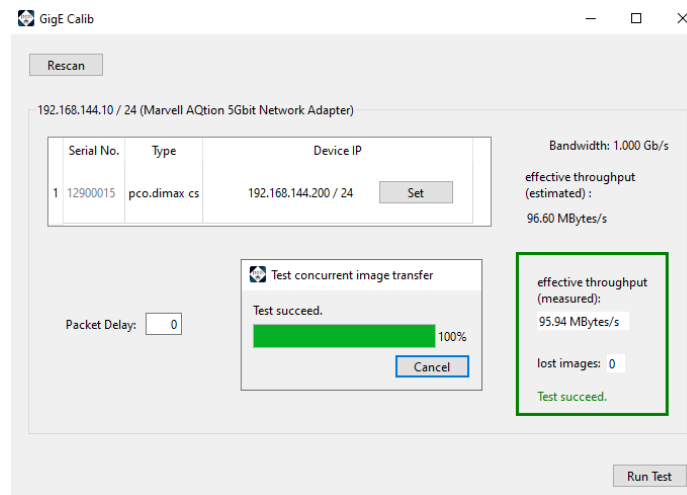 GigE Calib
Rescan
192.168.144.10 / 24 (Marvell AQtion 5Gbit Network Adapter)
Serial No. Type Device IP
1 12900015 pco.dimax cs 192.168.144.200 / 24 Set
Bandwidth: 1.000 Gb/s
effective throughput
(estimated) :
96.60 MBytes/s
Packet Delay: 0
pco
Test concurrent image transfer
Test succeed.
100%
Cancel
effective throughput
(measured):
95.94 MBytes/s
lost images: 0
Test succeed.
Run Test